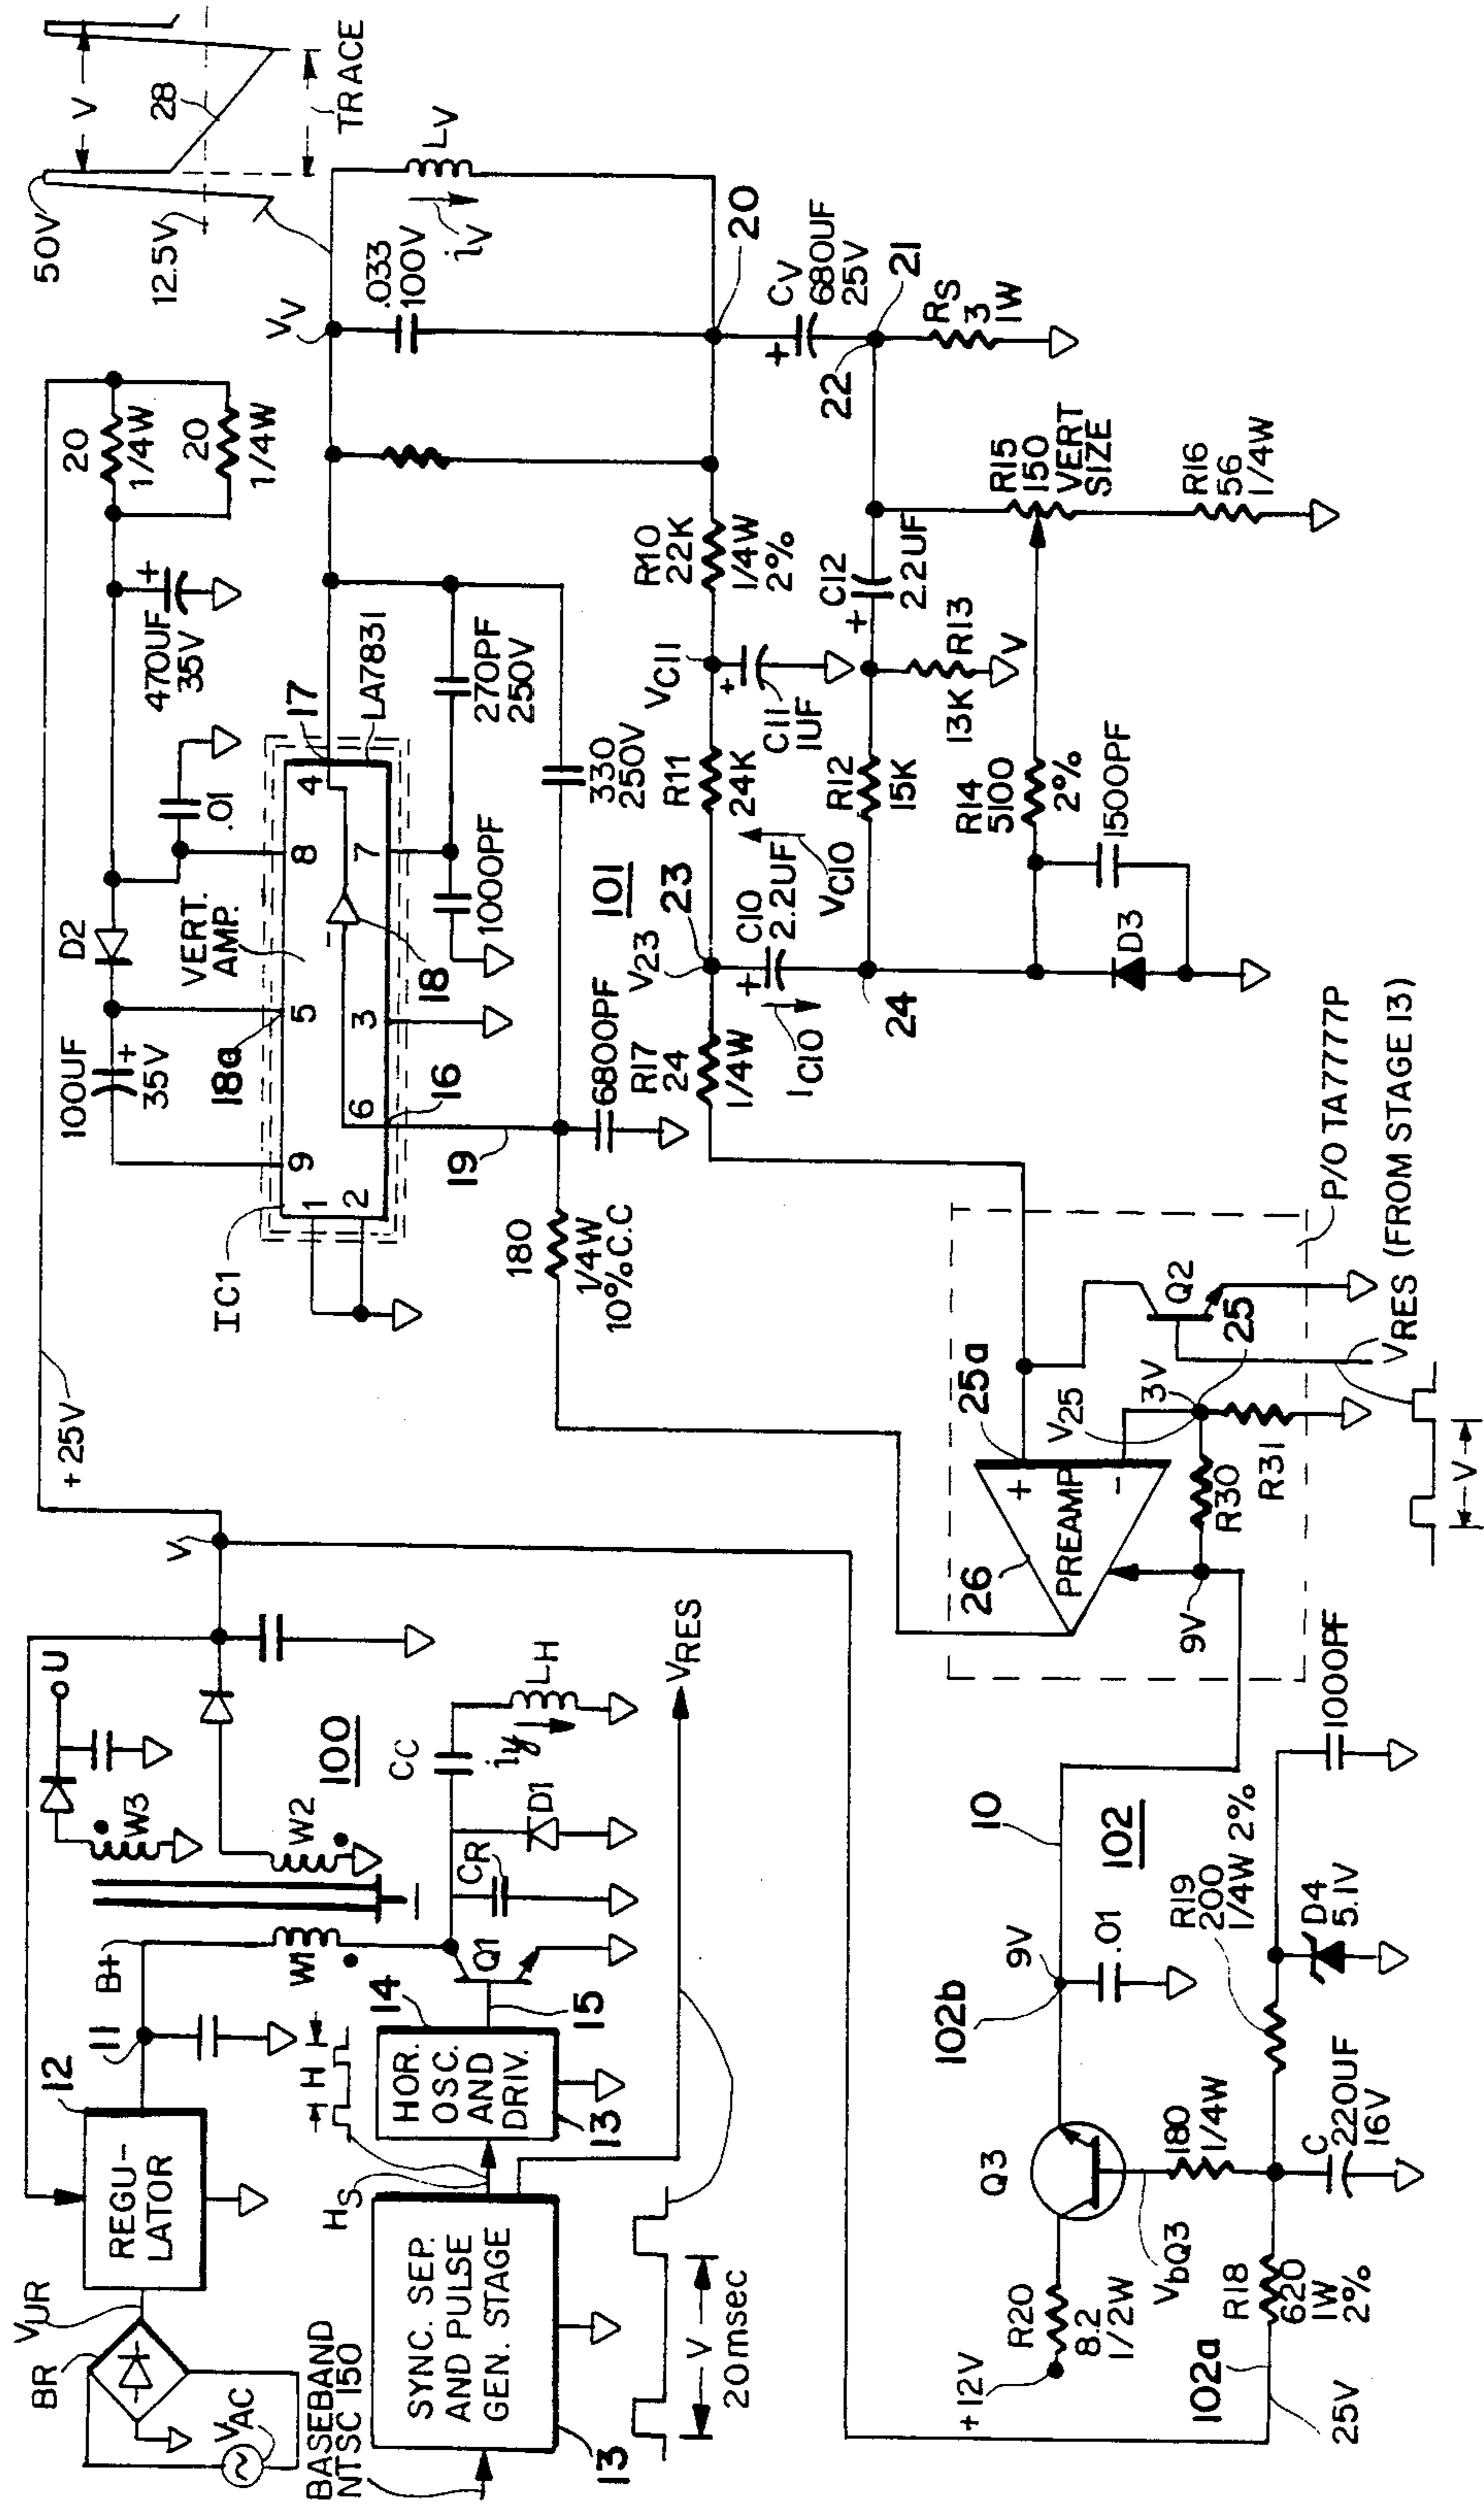 BR
VUR
VAC
REGU-
LATOR
12
11
B+
W1
W3
U
W2
100
V
+25V
BASEBAND
NTSC 150
SYNC. SEP.
AND PULSE
GEN. STAGE
13
HS
H
HOR.
OSC.
AND
DRIV.
13
14
15
Q1
CR
D1
CC
iy
LH
VRES
V
20msec
IC1
100UF
35V
D2
VERT.
AMP.
18a
9
5
8
4
1
2
6
3
7
16
18
17
LA7831
.01
470UF
35V
20
1/4W
20
1/4W
50V
12.5V
V
28
TRACE
VV
.033
100V
iV
LV
19
180
1/4W
10%C.C
6800PF
1000PF
270PF
250V
330
250V
101
R17
24
1/4W
V23
23
C10
2.2UF
IC10
VC10
R11
24K
VC11
C11
1UF
R10
22K
1/4W
2%
20
CV
680UF
25V
22
21
RS
3
1W
24
R12
15K
R13
13K
C12
22UF
R14
5100
2%
V
1500PF
D3
R15
150
VERT
SIZE
R16
56
1/4W
P/O TA7777P
VRES (FROM STAGE 13)
V
25a
26
PREAMP
+
-
V25
3V
25
Q2
R30
R31
9V
+12V
R20
8.2
1/2W
Q3
VbQ3
180
1/4W
102b
9V
.01
10
102
102a
25V
R18
620
1W
2%
C
220UF
16V
R19
200
1/4W 2%
D4
5.1V
1000PF